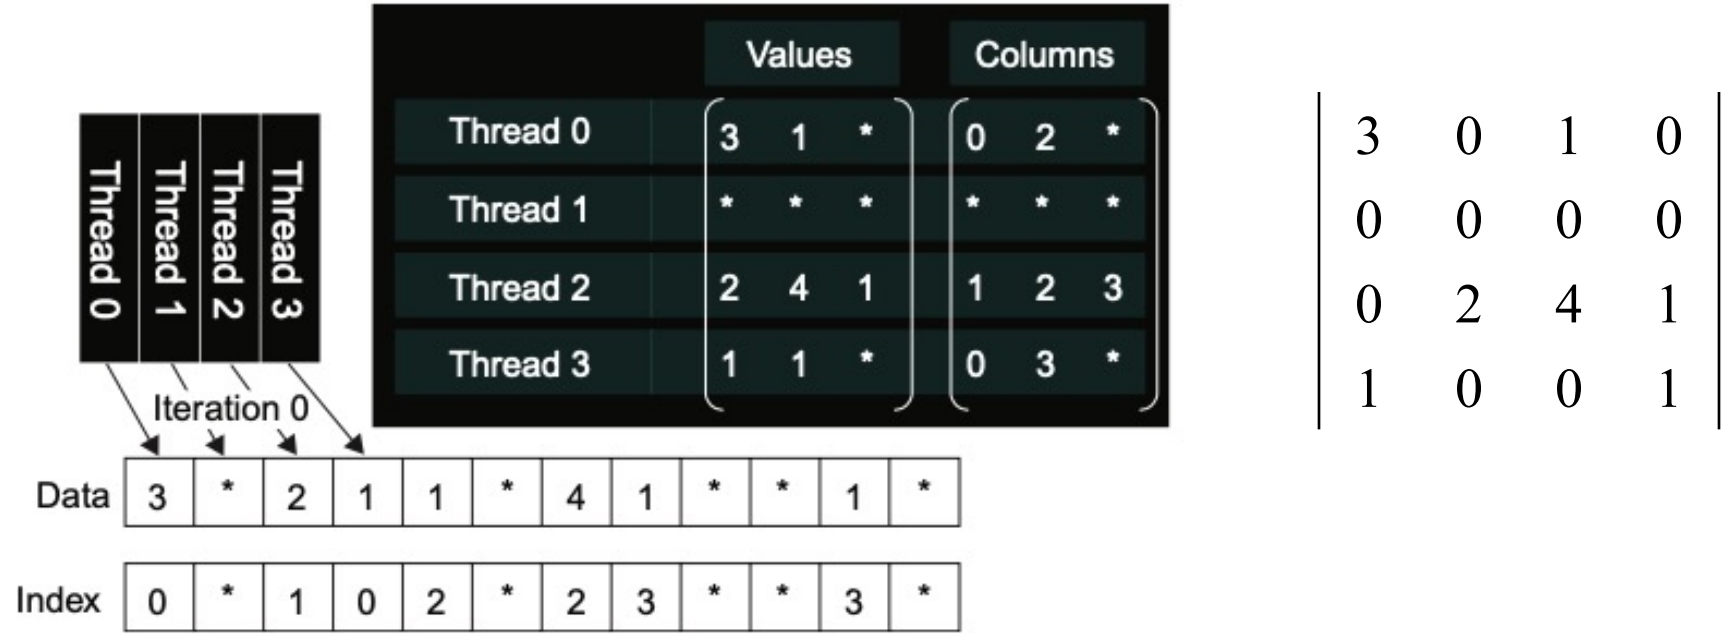 Values Columns
Thread 0 3 1 * 0 2 *
Thread 1 * * * * * *
Thread 2 2 4 1 1 2 3
Thread 3 1 1 * 0 3 *
Thread 0
Thread 1
Thread 2
Thread 3
Iteration 0
Data 3 * 2 1 1 * 4 1 * * 1 *
Index 0 * 1 0 2 * 2 3 * * 3 *
3 0 1 0
0 0 0 0
0 2 4 1
1 0 0 1